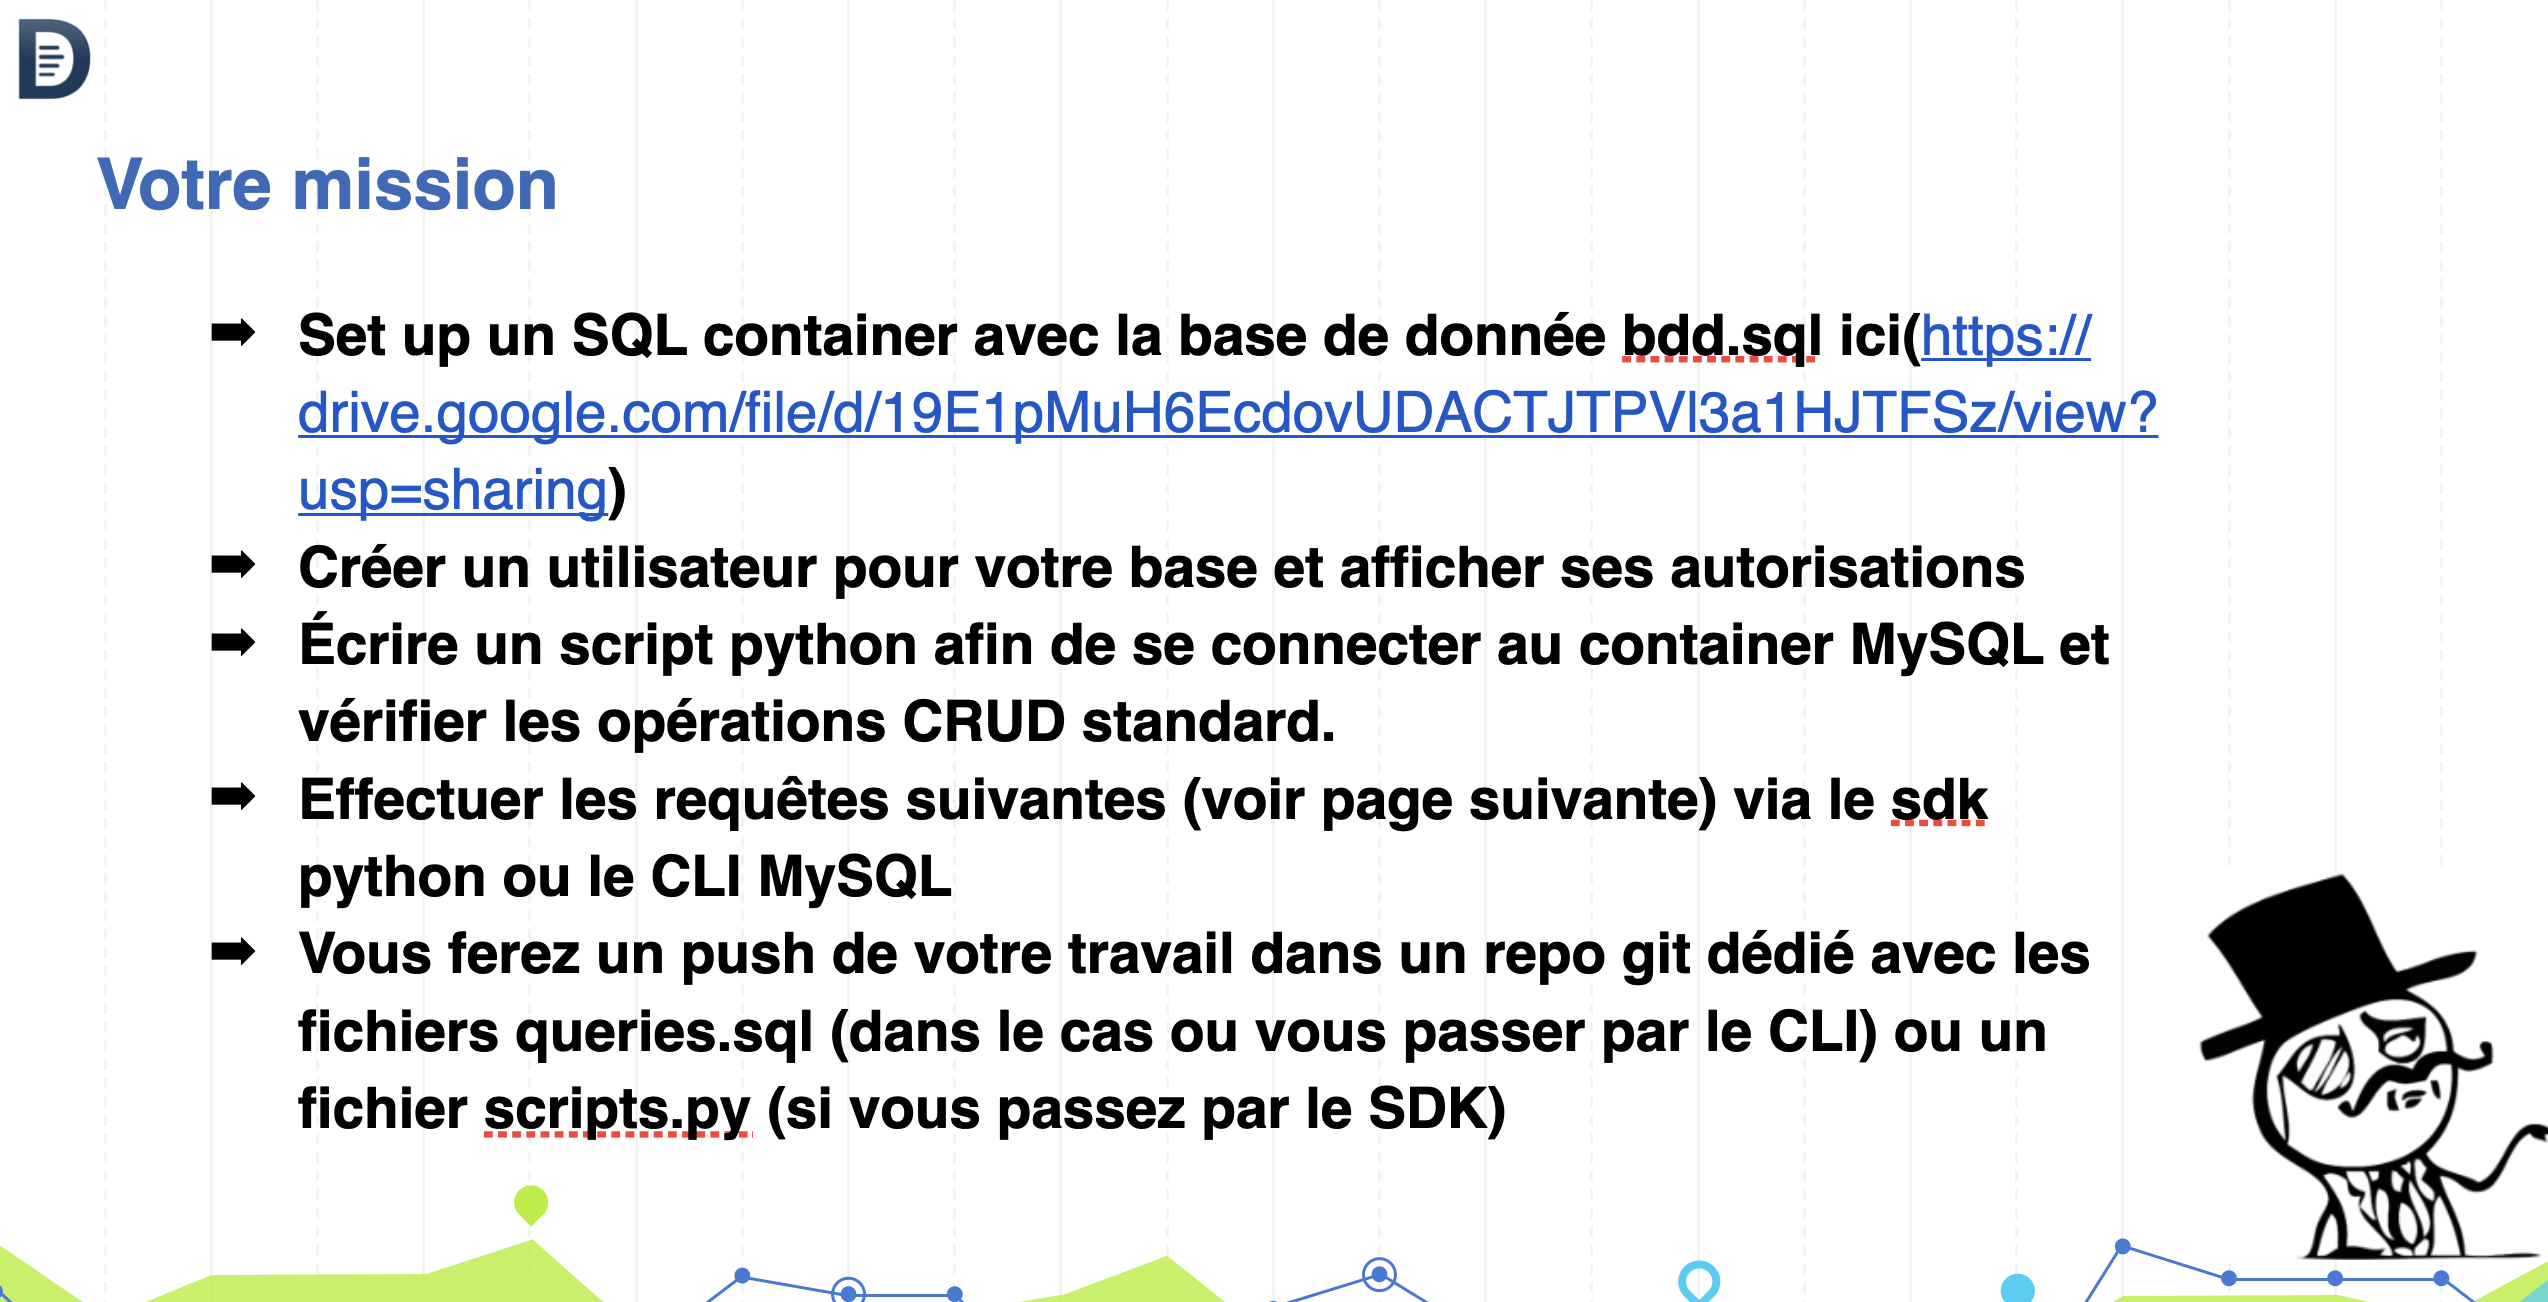 Votre mission
➡ Set up un SQL container avec la base de donnée bdd.sql ici(https://
drive.google.com/file/d/19E1pMuH6EcdovUDACTJTPVl3a1HJTFSz/view?
usp=sharing)
➡ Créer un utilisateur pour votre base et afficher ses autorisations
➡ Écrire un script python afin de se connecter au container MySQL et
vérifier les opérations CRUD standard.
➡ Effectuer les requêtes suivantes (voir page suivante) via le sdk
python ou le CLI MySQL
➡ Vous ferez un push de votre travail dans un repo git dédié avec les
fichiers queries.sql (dans le cas ou vous passer par le CLI) ou un
fichier scripts.py (si vous passez par le SDK)